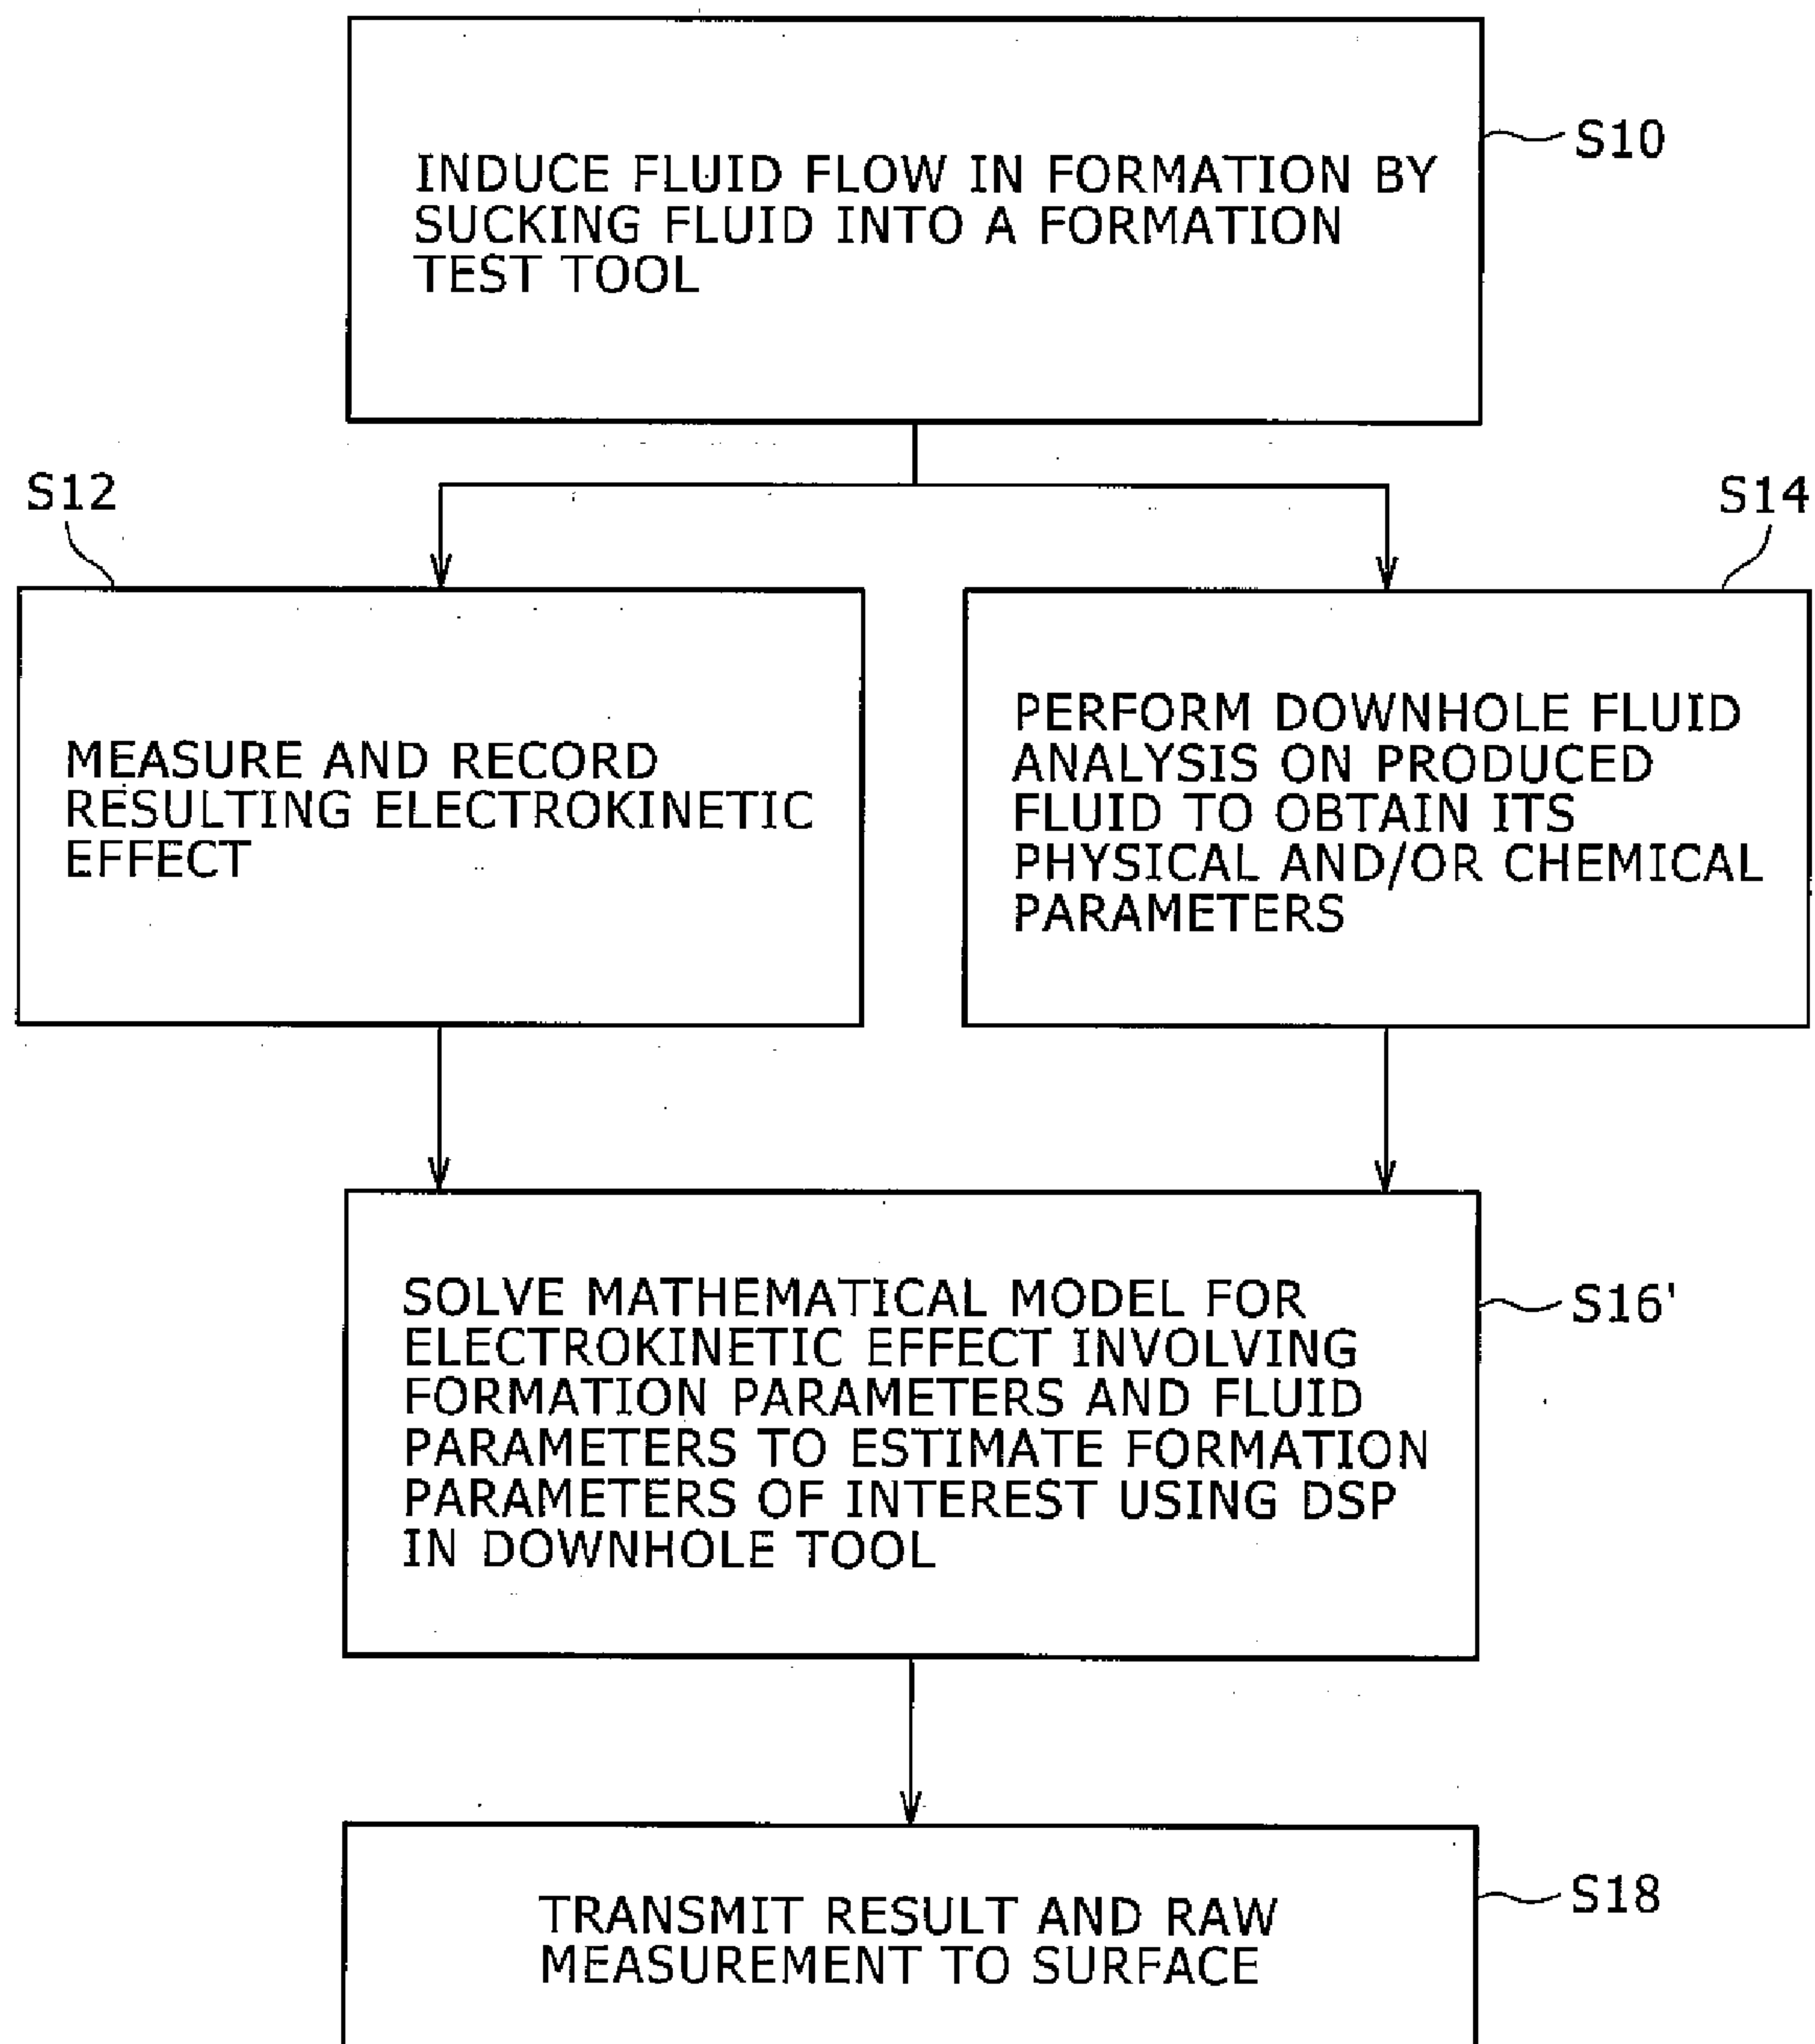 INDUCE FLUID FLOW IN FORMATION BY
SUCKING FLUID INTO A FORMATION
TEST TOOL
S10
S12
MEASURE AND RECORD
RESULTING ELECTROKINETIC
EFFECT
S14
PERFORM DOWNHOLE FLUID
ANALYSIS ON PRODUCED
FLUID TO OBTAIN ITS
PHYSICAL AND/OR CHEMICAL
PARAMETERS
SOLVE MATHEMATICAL MODEL FOR
ELECTROKINETIC EFFECT INVOLVING
FORMATION PARAMETERS AND FLUID
PARAMETERS TO ESTIMATE FORMATION
PARAMETERS OF INTEREST USING DSP
IN DOWNHOLE TOOL
S16'
TRANSMIT RESULT AND RAW
MEASUREMENT TO SURFACE
S18